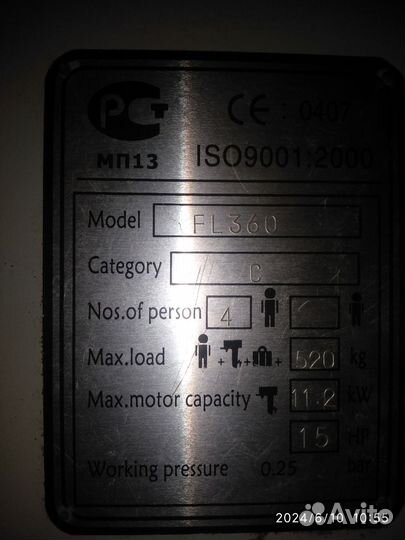 РСТ CE : 0407
МП13 ISO9001:2000
Model FL360
Category C
Nos.of person 4
Max.load + + + 520 kg
Max.motor capacity 11.2 kW
15 HP
Working pressure 0.25 bar
2024/6/10 10:55
Avito